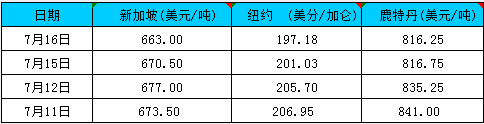 日期 新加坡(美元/吨) 纽约 (美分/加仑) 鹿特丹(美元/吨)
7月16日 663.00 197.18 816.25
7月15日 670.50 201.03 816.75
7月12日 677.00 205.70 835.25
7月11日 673.50 206.95 841.00